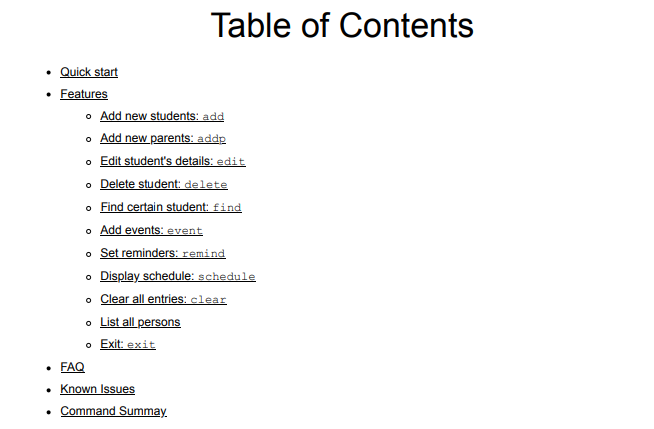 Table of Contents
Quick start
Features
Add new students: add
Add new parents: addp
Edit student's details: edit
Delete student: delete
Find certain student: find
Add events: event
Set reminders: remind
Display schedule: schedule
Clear all entries: clear
List all persons
Exit: exit
FAQ
Known Issues
Command Summay